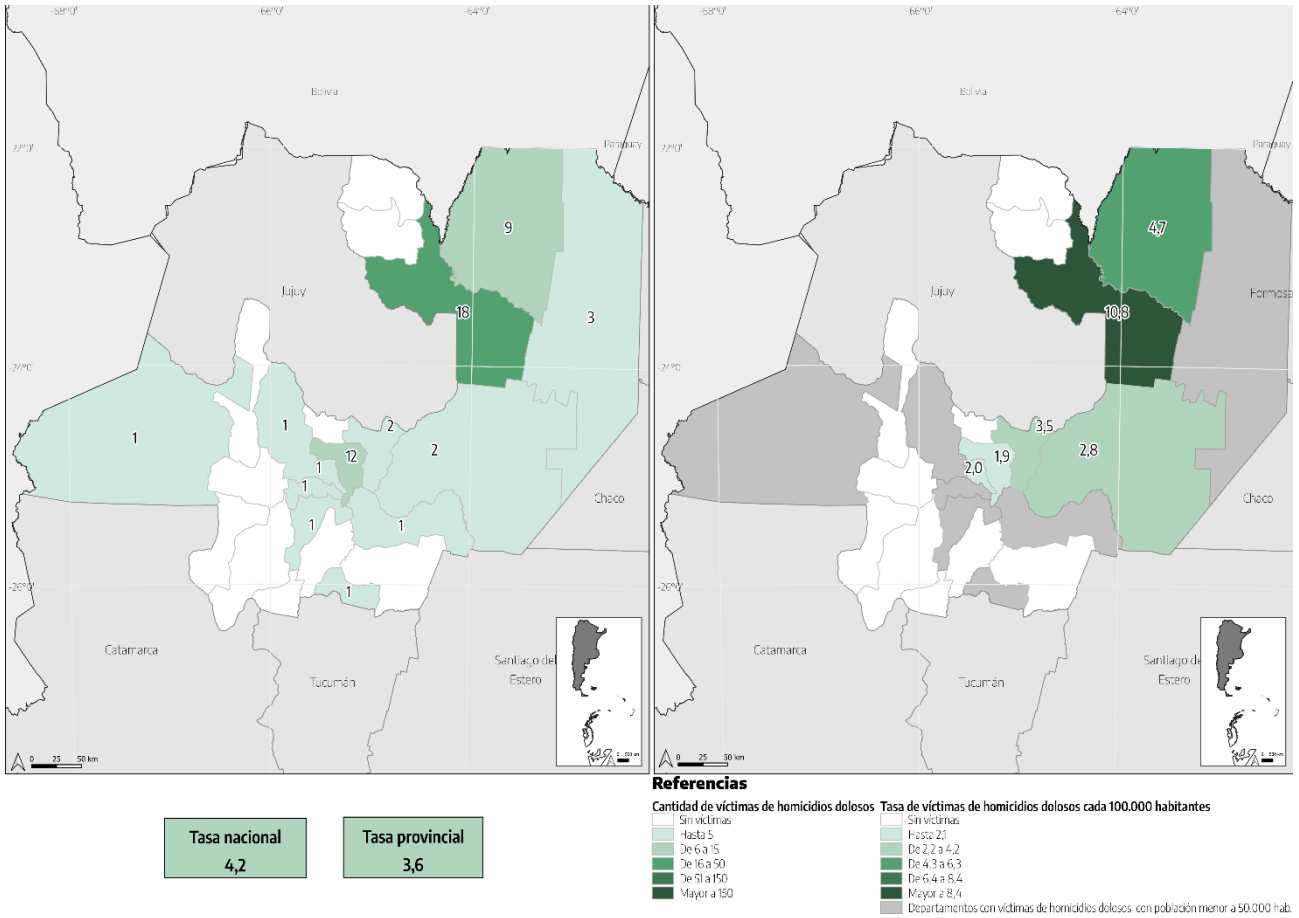 -68°0'
-66°0'
-64°0'
Bolivia
Paraguay
-22°0'
9
18
3
Jujuy
-24°0'
1
1
2
2
12
1
1
1
1
1
Chaco
-26°0'
Catamarca
Santiago del
Estero
Tucumán
0 25 50 km
-66°0'
-64°0'
Bolivia
Paraguay
-22°0'
4,7
10,8
Jujuy
Formosa
-24°0'
3,5
2,8
1,9
2,0
Chaco
-26°0'
Catamarca
Santiago de
Estero
Tucumán
0 25 50 km
Tasa nacional
4,2
Tasa provincial
3,6
Referencias
Cantidad de víctimas de homicidios dolosos
Sin víctimas
Hasta 5
De 6 a 15
De 16 a 50
De 51 a 150
Mayor a 150
Tasa de víctimas de homicidios dolosos cada 100.000 habitantes
Sin víctimas
Hasta 2,1
De 2,2 a 4,2
De 4,3 a 6,3
De 6,4 a 8,4
Mayor a 8,4
Departamentos con víctimas de homicidios dolosos con población menor a 50.000 hab.